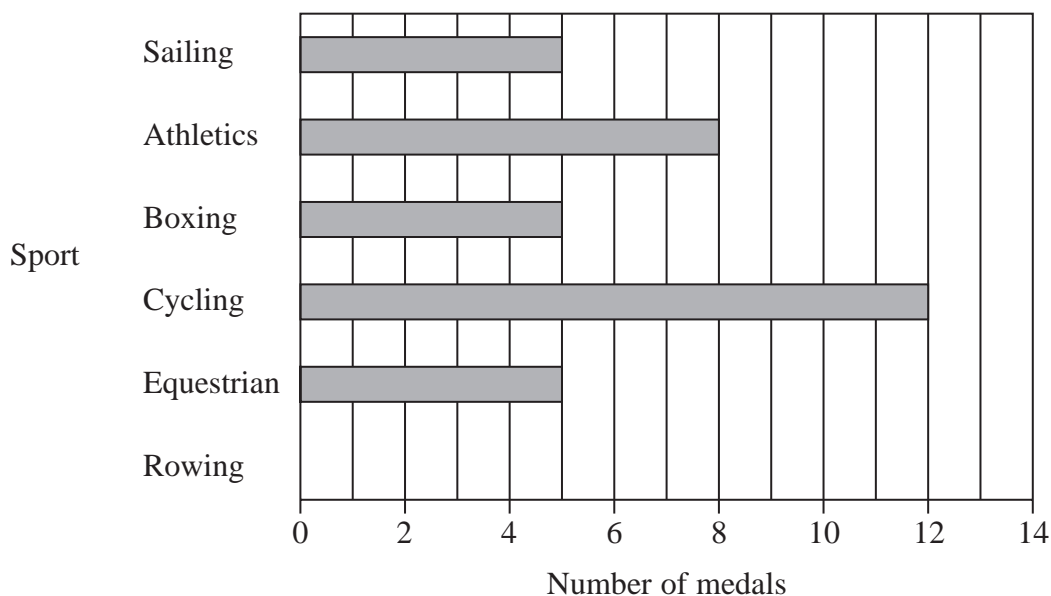 Sailing
Athletics
Boxing
Sport
Cycling
Equestrian
Rowing
0 2 4 6 8 10 12 14
Number of medals